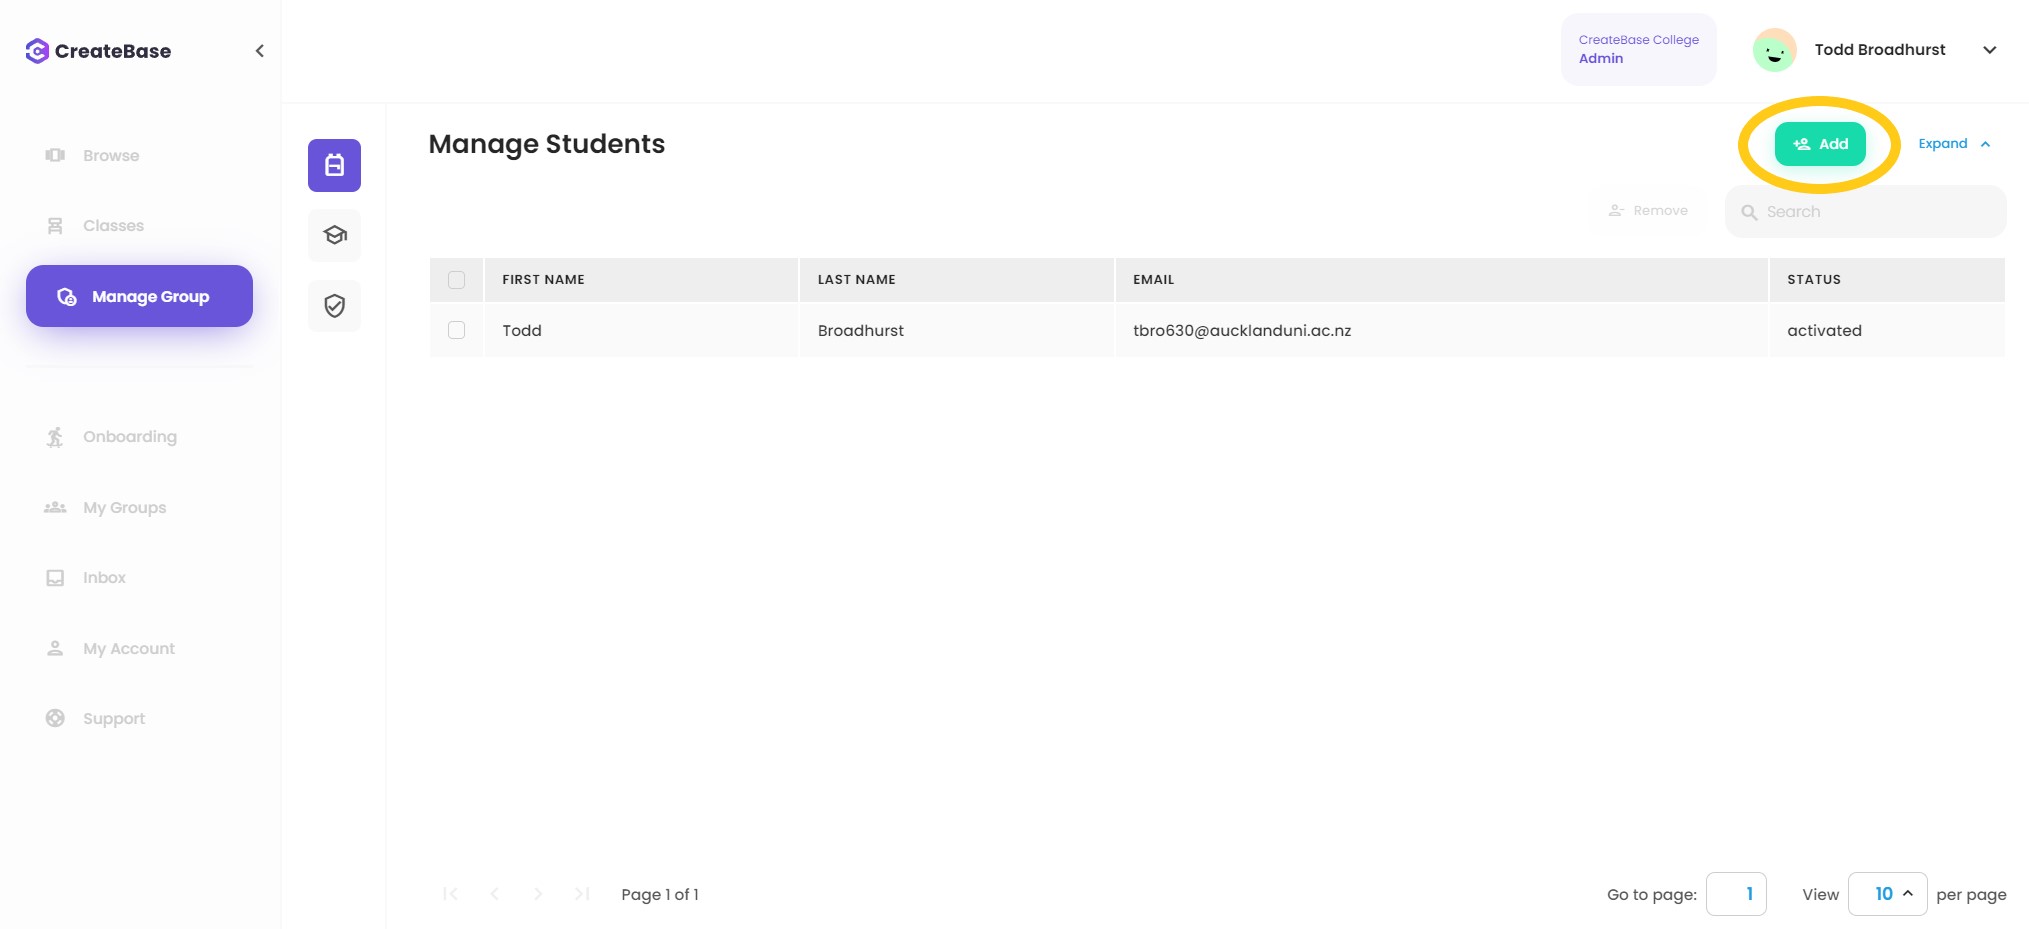 CreateBase
CreateBase College
Admin
Todd Broadhurst
Browse
Classes
Manage Group
Onboarding
My Groups
Inbox
My Account
Support
Manage Students
Add
Expand
Remove
Search
FIRST NAME LAST NAME EMAIL STATUS
Todd Broadhurst tbro630@aucklanduni.ac.nz activated
Page 1 of 1
Go to page: 1 View 10 per page